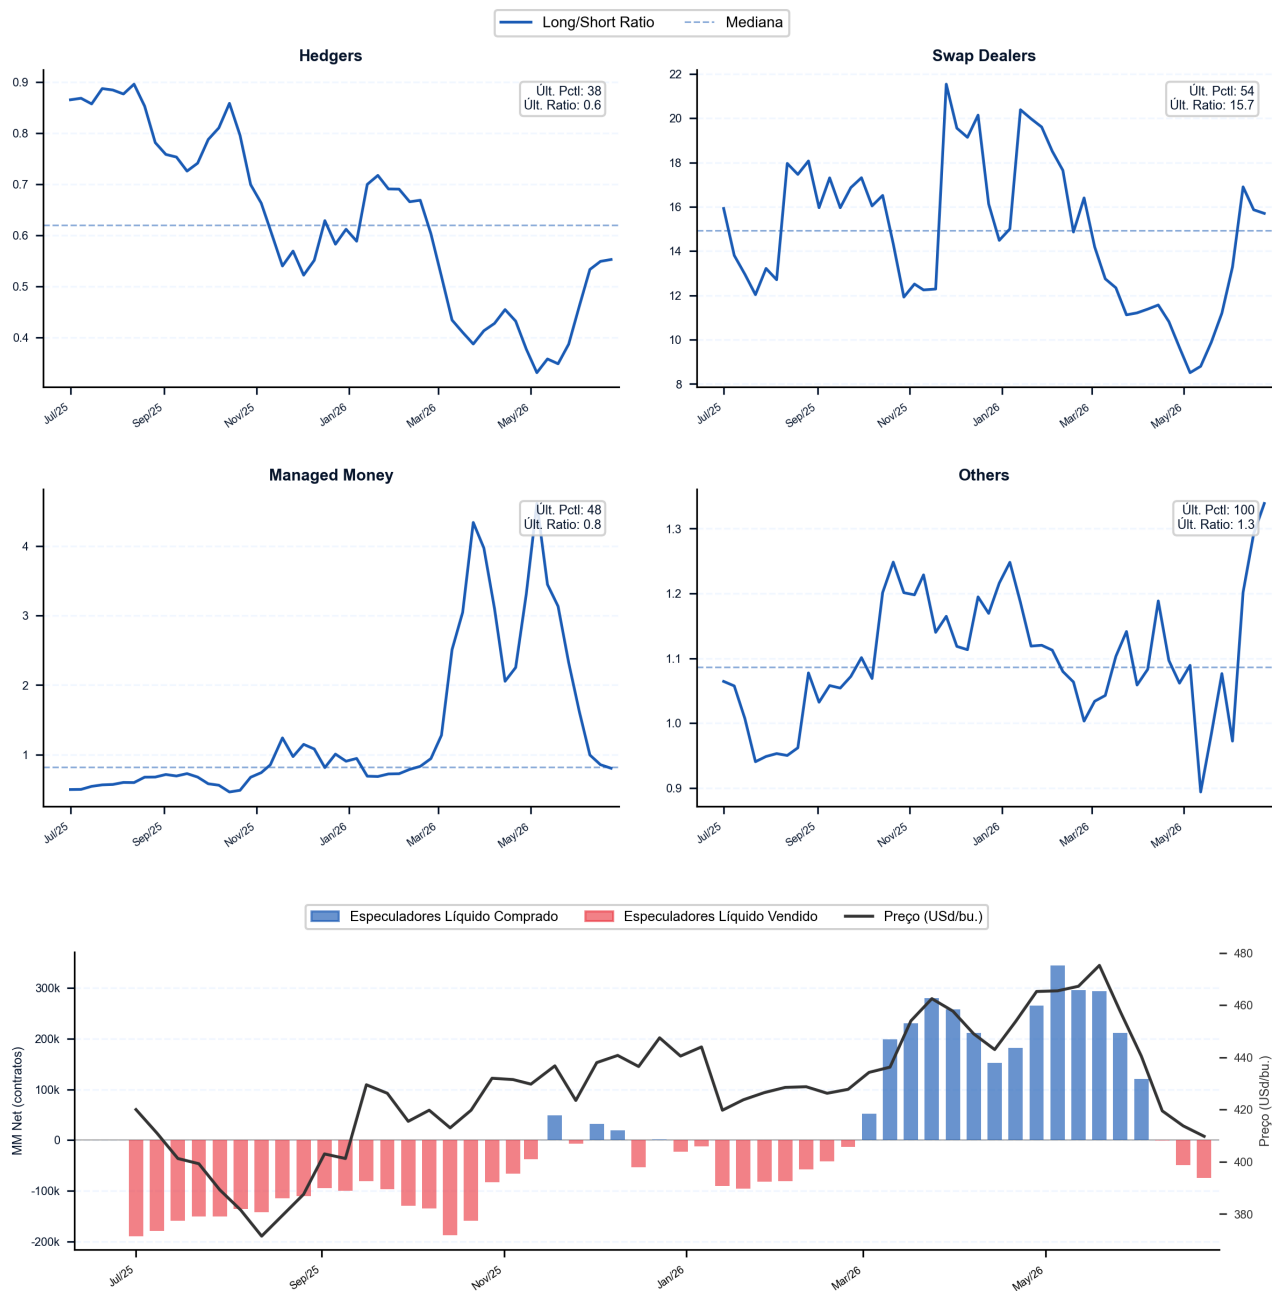 Long/Short Ratio   Mediana
Hedgers
Últ. Pctl: 38
Últ. Ratio: 0.6
0.9
0.8
0.7
0.6
0.5
0.4
Jul/25 Sep/25 Nov/25 Jan/26 Mar/26 May/26
Swap Dealers
Últ. Pctl: 54
Últ. Ratio: 15.7
22
20
18
16
14
12
10
8
Jul/25 Sep/25 Nov/25 Jan/26 Mar/26 May/26
Managed Money
Últ. Pctl: 48
Últ. Ratio: 0.8
4
3
2
1
Jul/25 Sep/25 Nov/25 Jan/26 Mar/26 May/26
Others
Últ. Pctl: 100
Últ. Ratio: 1.3
1.3
1.2
1.1
1.0
0.9
Jul/25 Sep/25 Nov/25 Jan/26 Mar/26 May/26
Especuladores Líquido Comprado   Especuladores Líquido Vendido   Preço (USd/bu.)
MM Net (contratos)
300k
200k
100k
0
-100k
-200k
480
460
440
420
400
380
Preço (USd/bu.)
Jul/25 Sep/25 Nov/25 Jan/26 Mar/26 May/26